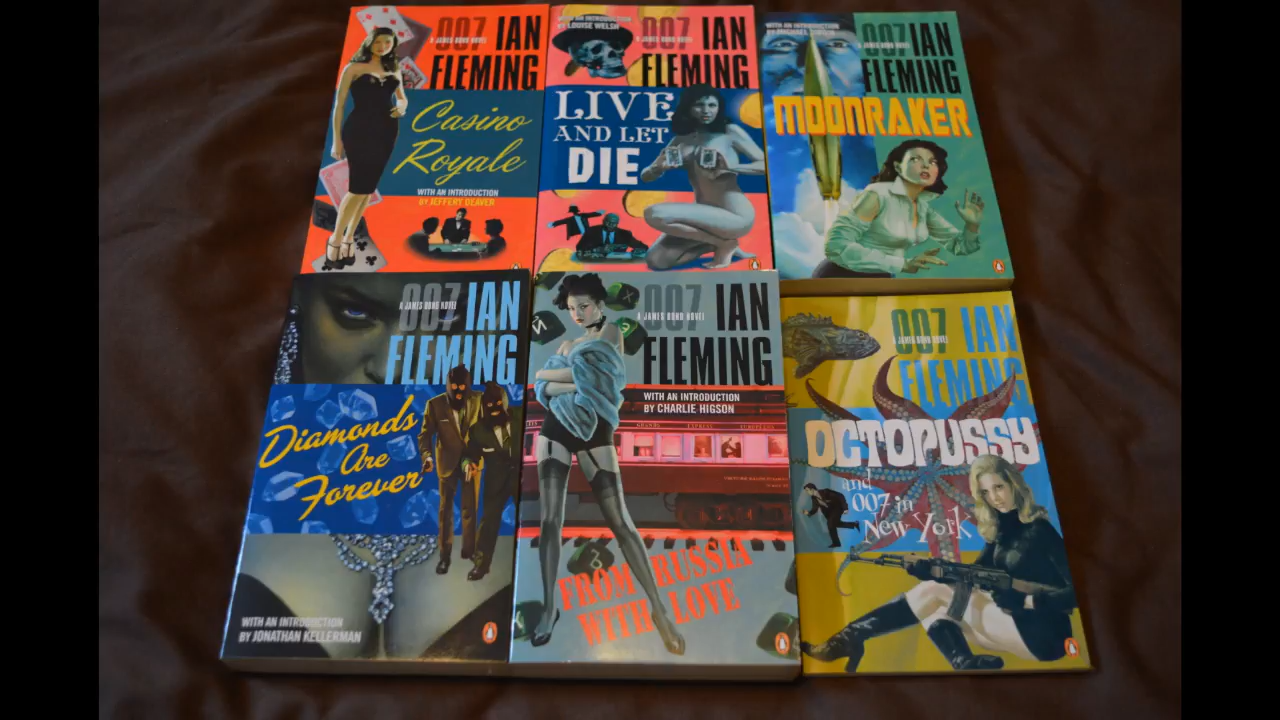 007 IAN
A JAMES BOND NOVEL
FLEMING
Casino
Royale
WITH AN INTRODUCTION
BY JEFFERY DEAVER
WITH AN INTRODUCTION
BY LOUISE WELSH
007 IAN
A JAMES BOND NOVEL
FLEMING
LIVE
AND LET
DIE
WITH AN INTRODUCTION
007 IAN
A JAMES BOND NOVEL
FLEMING
MOONRAKER
007 IAN
A JAMES BOND NOVEL
FLEMING
Diamonds
Are
Forever
WITH AN INTRODUCTION
BY JONATHAN KELLERMAN
007 IAN
A JAMES BOND NOVEL
FLEMING
WITH AN INTRODUCTION
BY CHARLIE HIGSON
FROM RUSSIA
WITH LOVE
007 IAN
A JAMES BOND NOVEL
FLEMING
OCTOPUSSY
and
007 in
New York